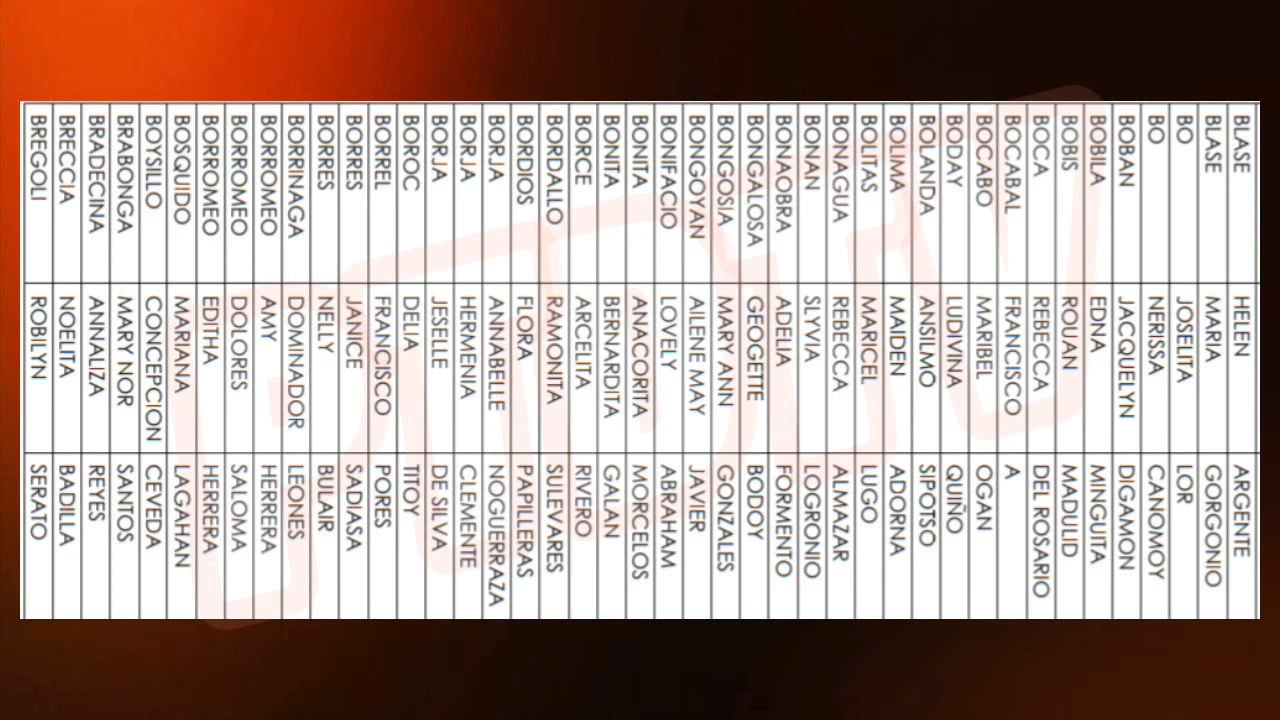 BLASE HELEN ARGENTE
BLASE MARIA GORGONIO
BO JOSELITA LOR
BO NERISSA CANOMOY
BOBAN JACQUELYN DIGAMON
BOBILA EDNA MINGUITA
BOBIS ROUAN MADULID
BOCA REBECCA DEL ROSARIO
BOCABAL FRANCISCO A
BOCABO MARIBEL OGAN
BODAY LUDIVINA QUIÑO
BOLANDA ANSILMO SIPOTSO
BOLIMA MAIDEN ADORNA
BOLITAS MARICEL LUGO
BONAGUA REBECCA ALMAZAR
BONAN SLYVIA LOGRONIO
BONAOBRA ADELIA FORMENTO
BONGALOSA GEOGETTE BODOY
BONGOSIA MARY ANN GONZALES
BONGOYAN AILENE MAY JAVIER
BONIFACIO LOVELY ABRAHAM
BONITA ANACORITA MORCELOS
BONITA BERNARDITA GALAN
BORCE ARCELITA RIVERO
BORDALLO RAMONITA SULEVARES
BORDIOS FLORA PAPILLERAS
BORJA ANNABELLE NOGUERRAZA
BORJA HERMENIA CLEMENTE
BORJA JESELLE DE SILVA
BOROC DELIA TITOY
BORREL FRANCISCO PORES
BORRES JANICE SADIASA
BORRES NELLY BULAIR
BORRINAGA DOMINADOR LEONES
BORROMEO AMY HERRERA
BORROMEO DOLORES SALOMA
BORROMEO EDITHA HERRERA
BOSQUIDO MARIANA LAGAHAN
BOYSILLO CONCEPCION CEVEDA
BRABONGA MARY NOR SANTOS
BRADECINA ANNALIZA REYES
BRECCIA NOELITA BADILLA
BREGOLI ROBILYN SERATO